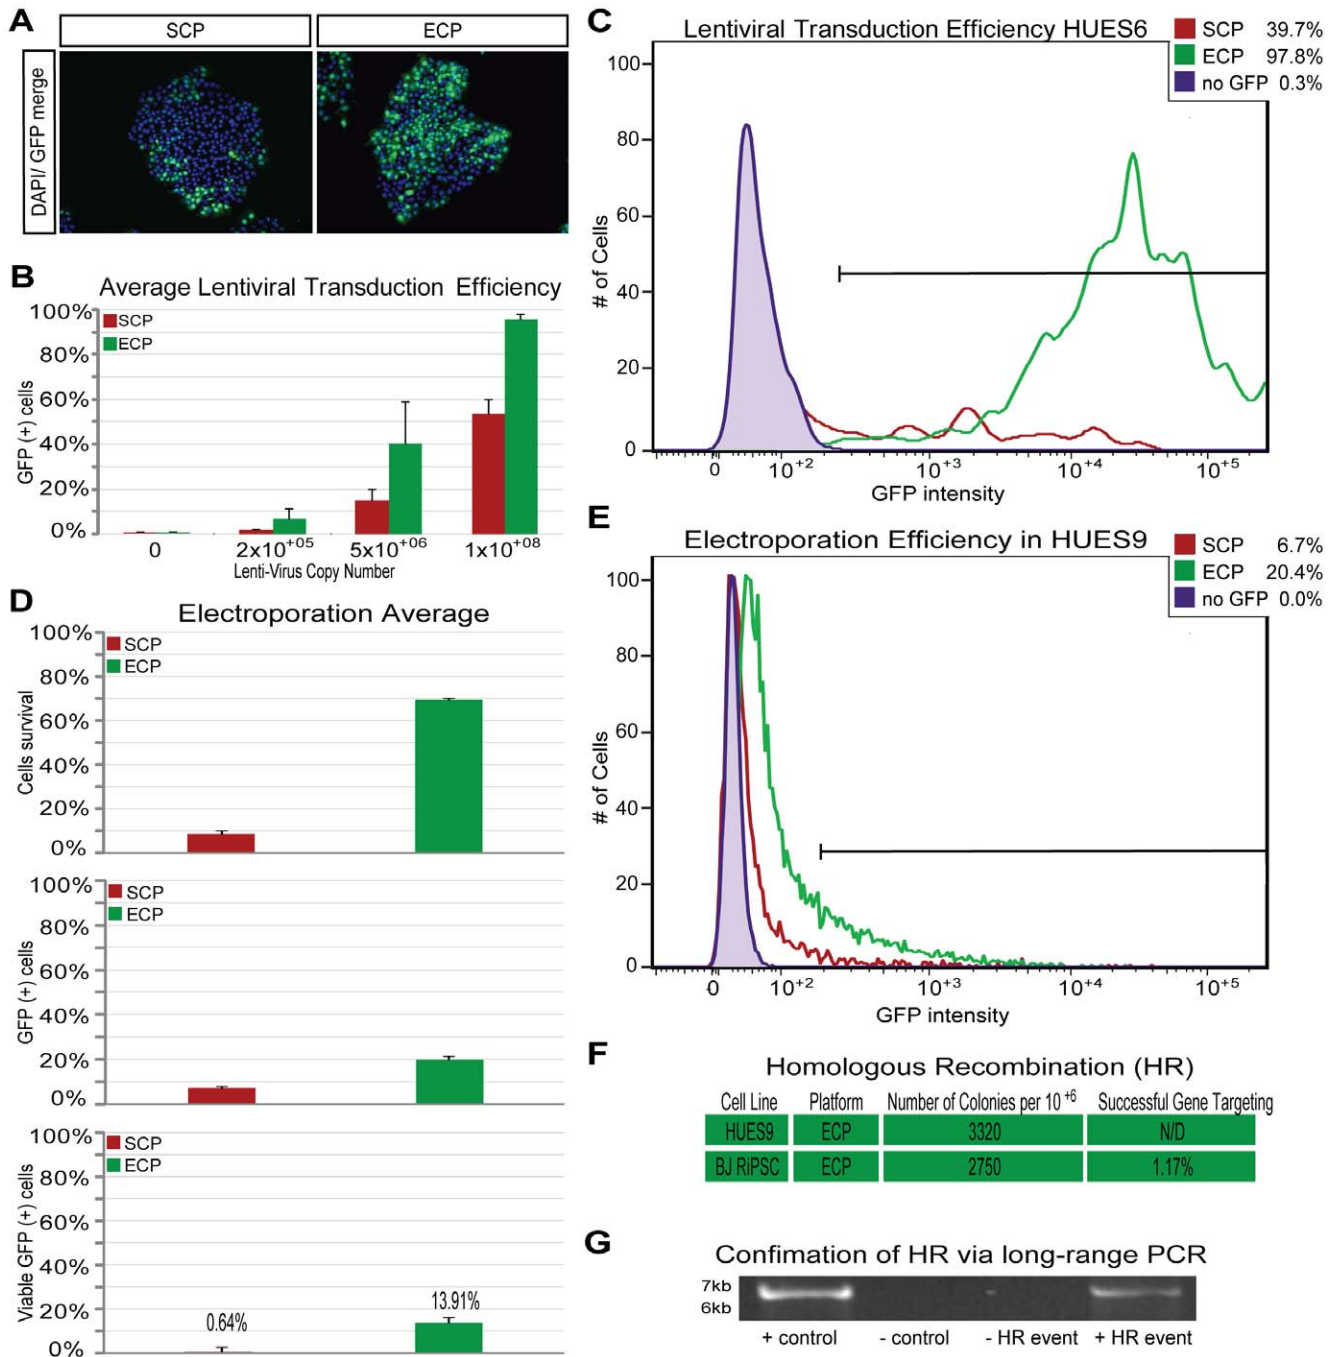 A
SCP
ECP
DAPI/ GFP merge
B
Average Lentiviral Transduction Efficiency
100%
80%
60%
40%
20%
0%
GFP (+) cells
SCP
ECP
0
2x10+05
5x10+06
1x10+08
Lenti-Virus Copy Number
C
Lentiviral Transduction Efficiency HUES6
SCP 39.7%
ECP 97.8%
no GFP 0.3%
100
80
60
40
20
0
# of Cells
0
10+2
10+3
10+4
10+5
GFP intensity
D
Electroporation Average
100%
80%
60%
40%
20%
0%
Cells survival
SCP
ECP
100%
80%
60%
40%
20%
0%
GFP (+) cells
SCP
ECP
100%
80%
60%
40%
20%
0%
Viable GFP (+) cells
SCP
ECP
0.64%
13.91%
E
Electroporation Efficiency in HUES9
SCP 6.7%
ECP 20.4%
no GFP 0.0%
100
80
60
40
20
0
# of Cells
0
10+2
10+3
10+4
10+5
GFP intensity
F
Homologous Recombination (HR)
Cell Line Platform Number of Colonies per 10 +6 Successful Gene Targeting
HUES9 ECP 3320 N/D
BJ RiPSC ECP 2750 1.17%
G
Confimation of HR via long-range PCR
7kb
6kb
+ control
- control
- HR event
+ HR event